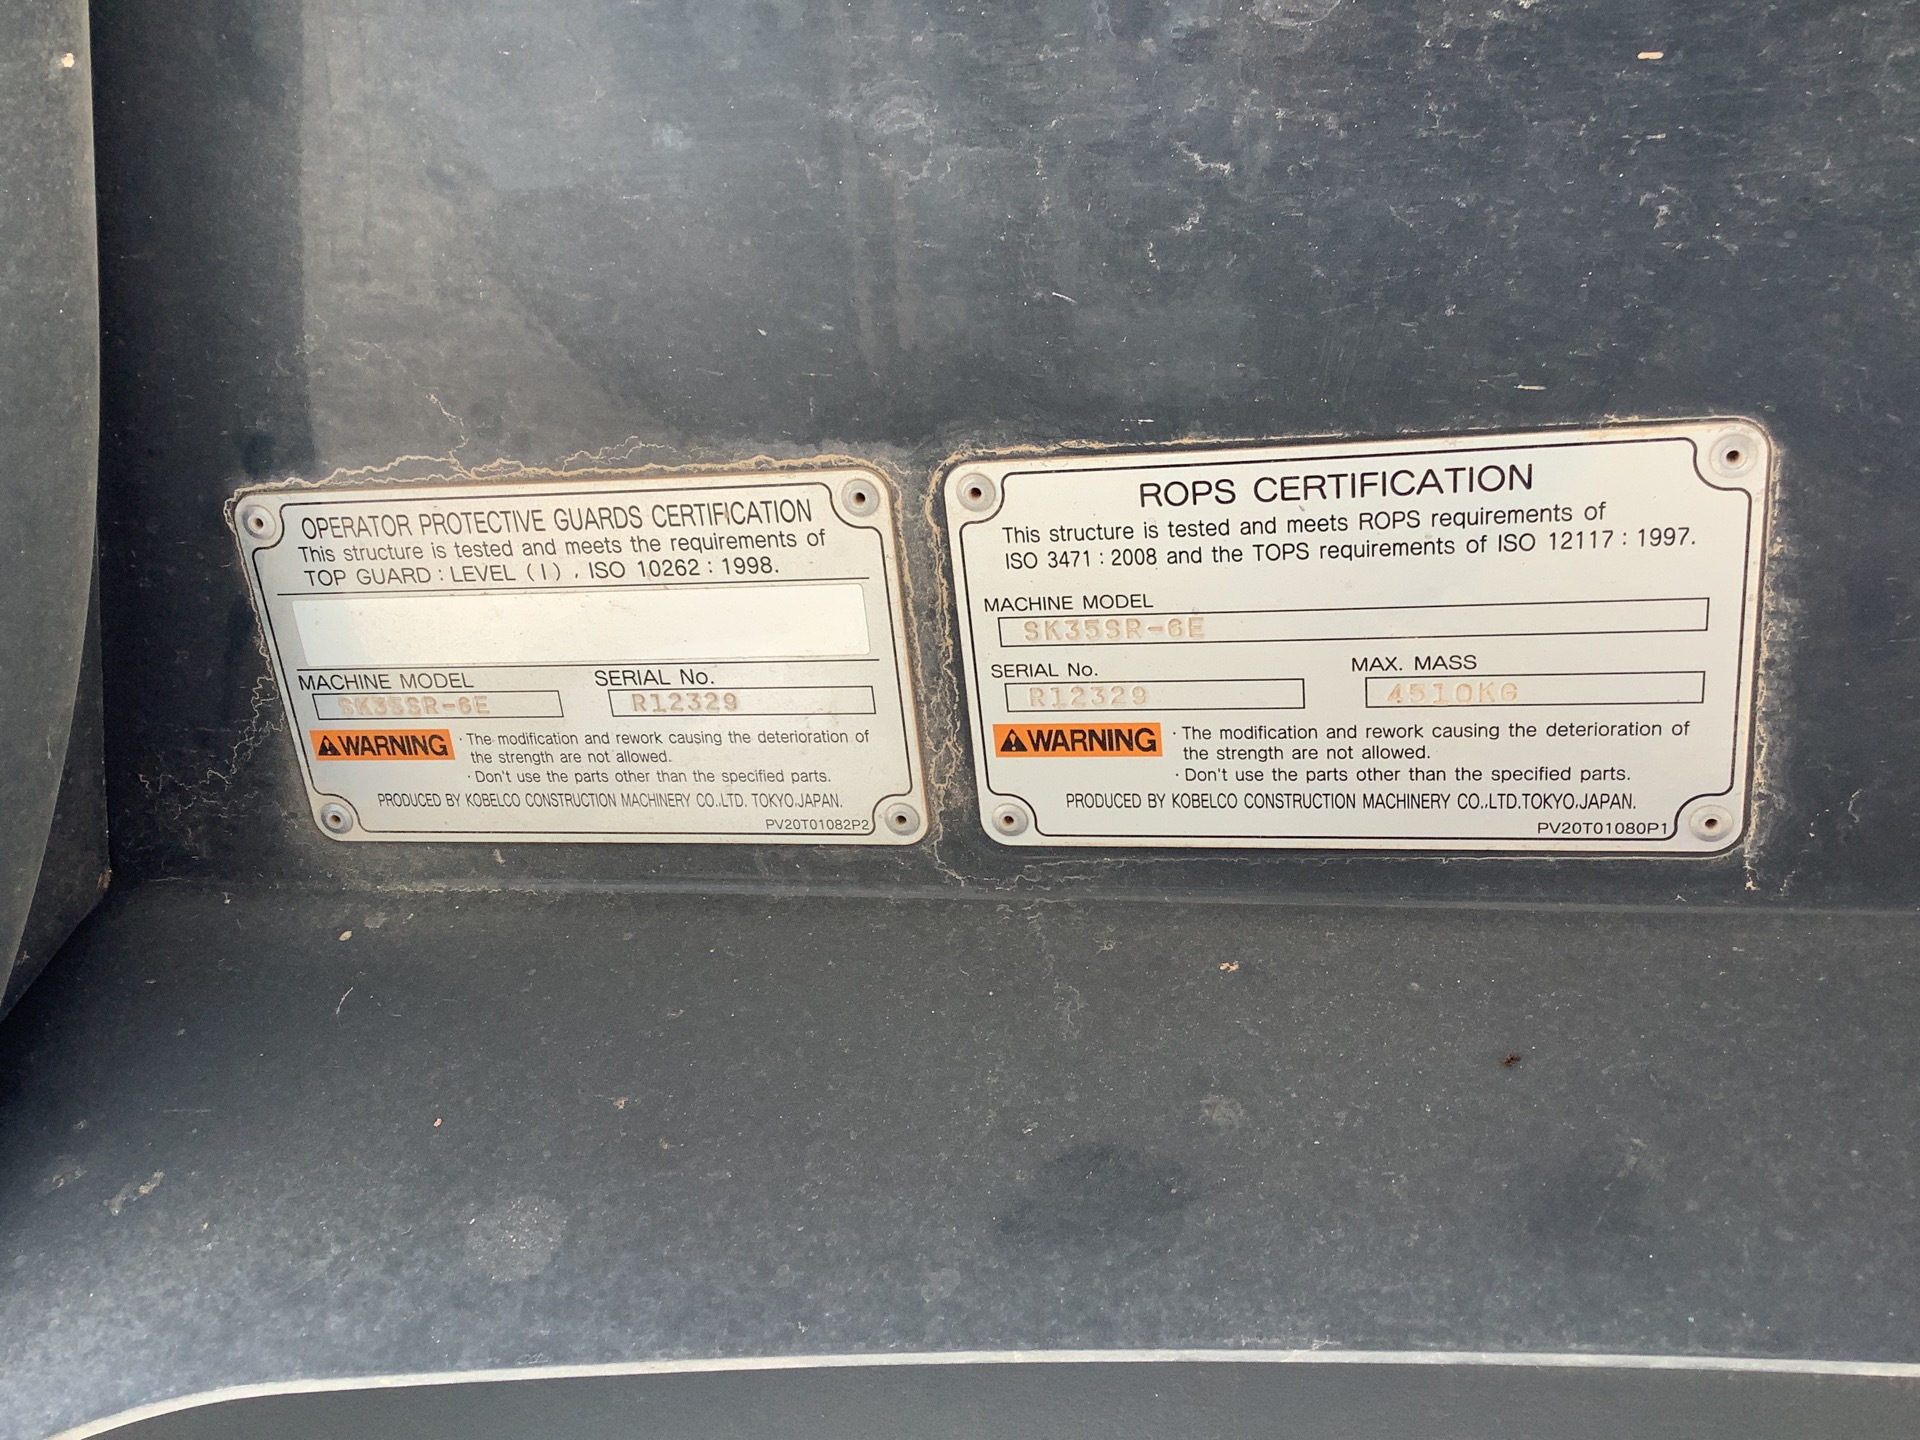 OPERATOR PROTECTIVE GUARDS CERTIFICATION
This structure is tested and meets the requirements of
TOP GUARD : LEVEL ( I ) , ISO 10262 : 1998.
MACHINE MODEL
SK35SR-6E
SERIAL No.
R12329
WARNING
· The modification and rework causing the deterioration of
the strength are not allowed.
· Don't use the parts other than the specified parts.
PRODUCED BY KOBELCO CONSTRUCTION MACHINERY CO.,LTD. TOKYO,JAPAN.
PV20T01082P2
ROPS CERTIFICATION
This structure is tested and meets ROPS requirements of
ISO 3471 : 2008 and the TOPS requirements of ISO 12117 : 1997.
MACHINE MODEL
SK35SR-6E
SERIAL No.
R12329
MAX. MASS
4510KG
WARNING
· The modification and rework causing the deterioration of
the strength are not allowed.
· Don't use the parts other than the specified parts.
PRODUCED BY KOBELCO CONSTRUCTION MACHINERY CO.,LTD.TOKYO,JAPAN.
PV20T01080P1